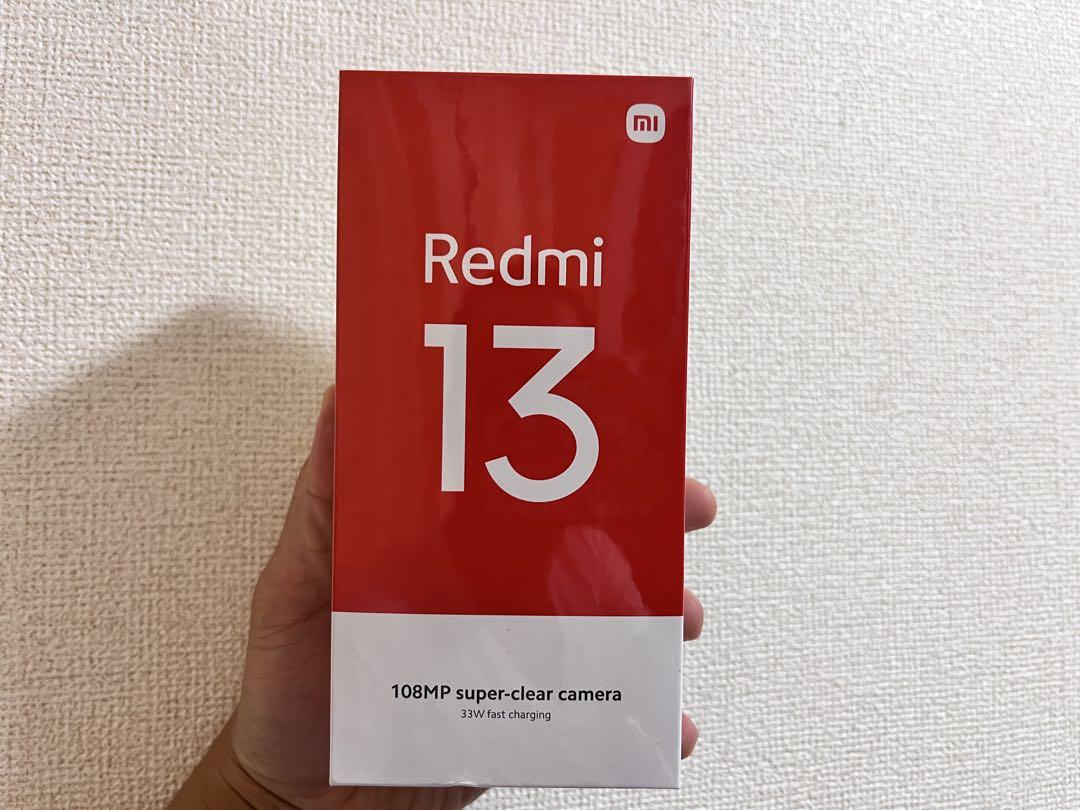 mi
Redmi
13
108MP super-clear camera
33W fast charging